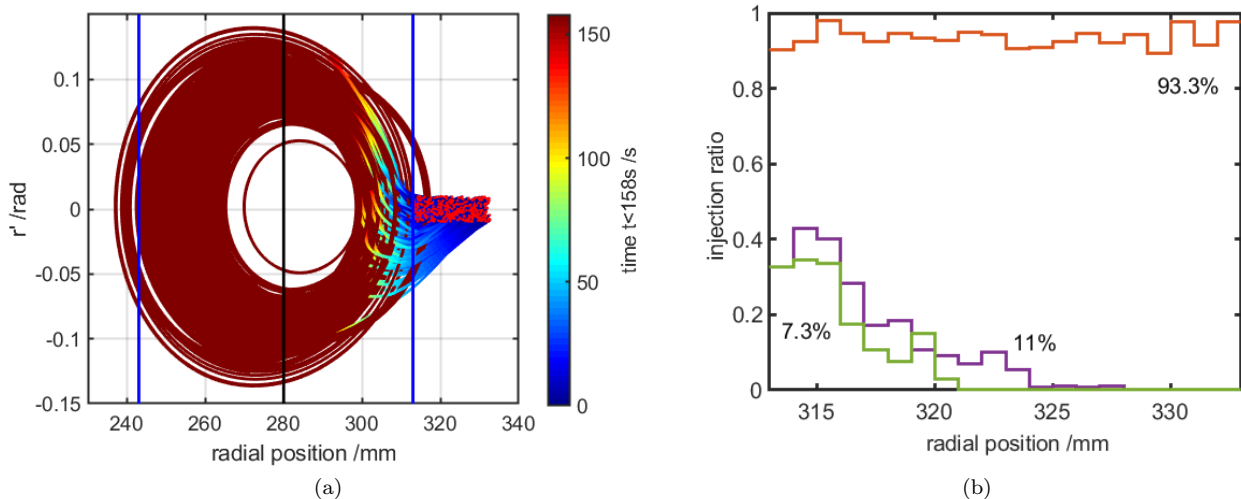 0.15
0.1
0.05
0
-0.05
-0.1
-0.15
r' /rad
240 260 280 300 320 340
radial position /mm
150
100
50
0
time t<158s /s
(a)
1
0.8
0.6
0.4
0.2
0
injection ratio
93.3%
7.3%
11%
315 320 325 330
radial position /mm
(b)